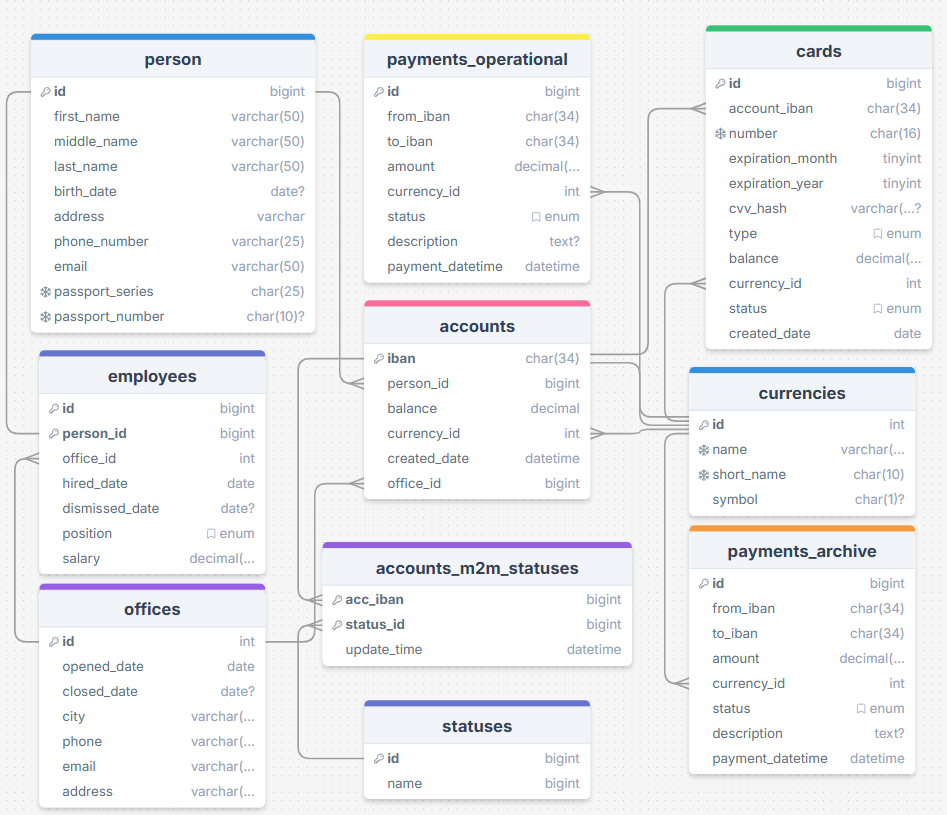 person
id bigint
first_name varchar(50)
middle_name varchar(50)
last_name varchar(50)
birth_date date?
address varchar
phone_number varchar(25)
email varchar(50)
passport_series char(25)
passport_number char(10)?
payments_operational
id bigint
from_iban char(34)
to_iban char(34)
amount decimal(...
currency_id int
status enum
description text?
payment_datetime datetime
cards
id bigint
account_iban char(34)
number char(16)
expiration_month tinyint
expiration_year tinyint
cvv_hash varchar(...?
type enum
balance decimal(...
currency_id int
status enum
created_date date
accounts
iban char(34)
person_id bigint
balance decimal
currency_id int
created_date datetime
office_id bigint
employees
id bigint
person_id bigint
office_id int
hired_date date
dismissed_date date?
position enum
salary decimal(...
currencies
id int
name varchar(...
short_name char(10)
symbol char(1)?
accounts_m2m_statuses
acc_iban bigint
status_id bigint
update_time datetime
payments_archive
id bigint
from_iban char(34)
to_iban char(34)
amount decimal(...
currency_id int
status enum
description text?
payment_datetime datetime
offices
id int
opened_date date
closed_date date?
city varchar(...
phone varchar(...
email varchar(...
address varchar(...
statuses
id bigint
name bigint